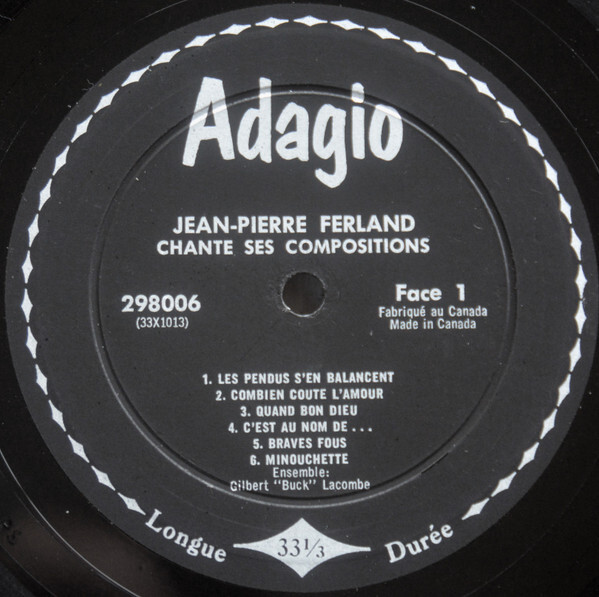 Adagio
JEAN-PIERRE FERLAND
CHANTE SES COMPOSITIONS
298006
(33X1013)
Face 1
Fabriqué au Canada
Made in Canada
1. LES PENDUS S'EN BALANCENT
2. COMBIEN COUTE L'AMOUR
3. QUAND BON DIEU
4. C'EST AU NOM DE...
5. BRAVES FOUS
6. MINOUCHETTE
Ensemble:
Gilbert "Buck" Lacombe
Longue 33⅓ Durée